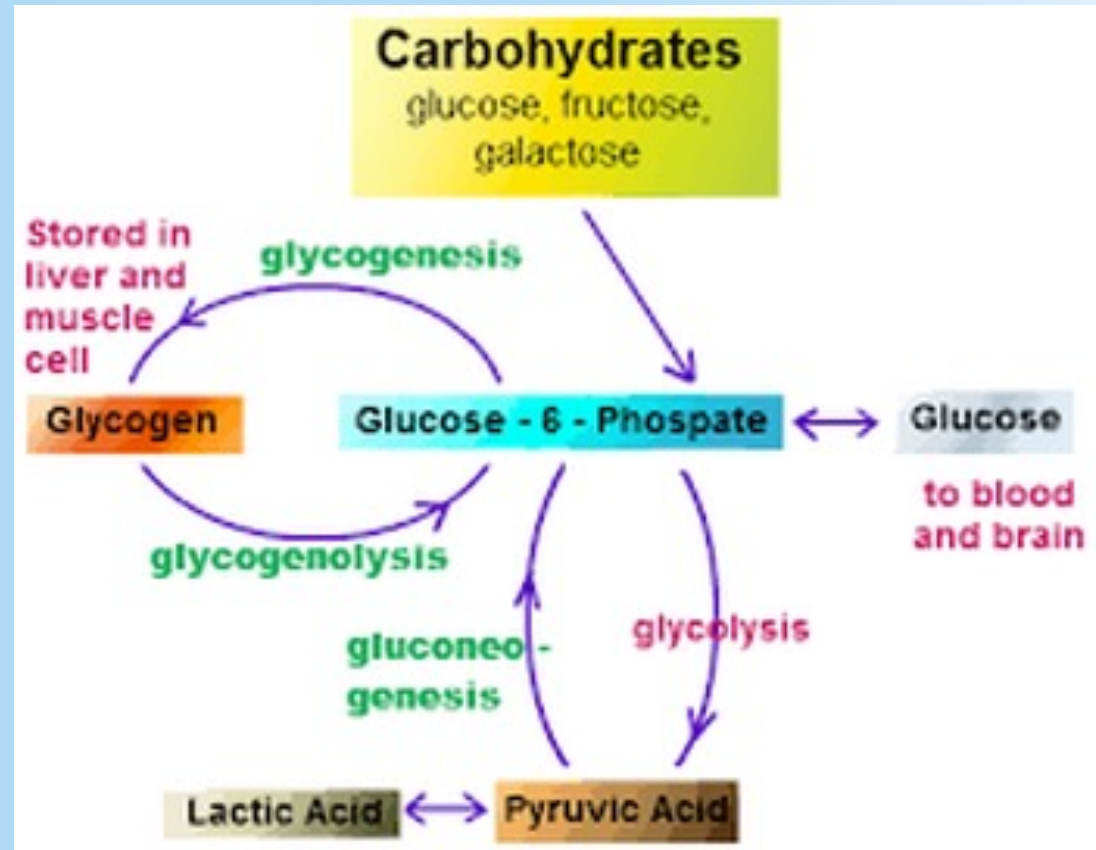 Carbohydrates
glucose, fructose,
galactose
Stored in
liver and
muscle
cell
glycogenesis
Glycogen
Glucose - 6 - Phospate
Glucose
to blood
and brain
glycogenolysis
gluconeo -
genesis
glycolysis
Lactic Acid
Pyruvic Acid